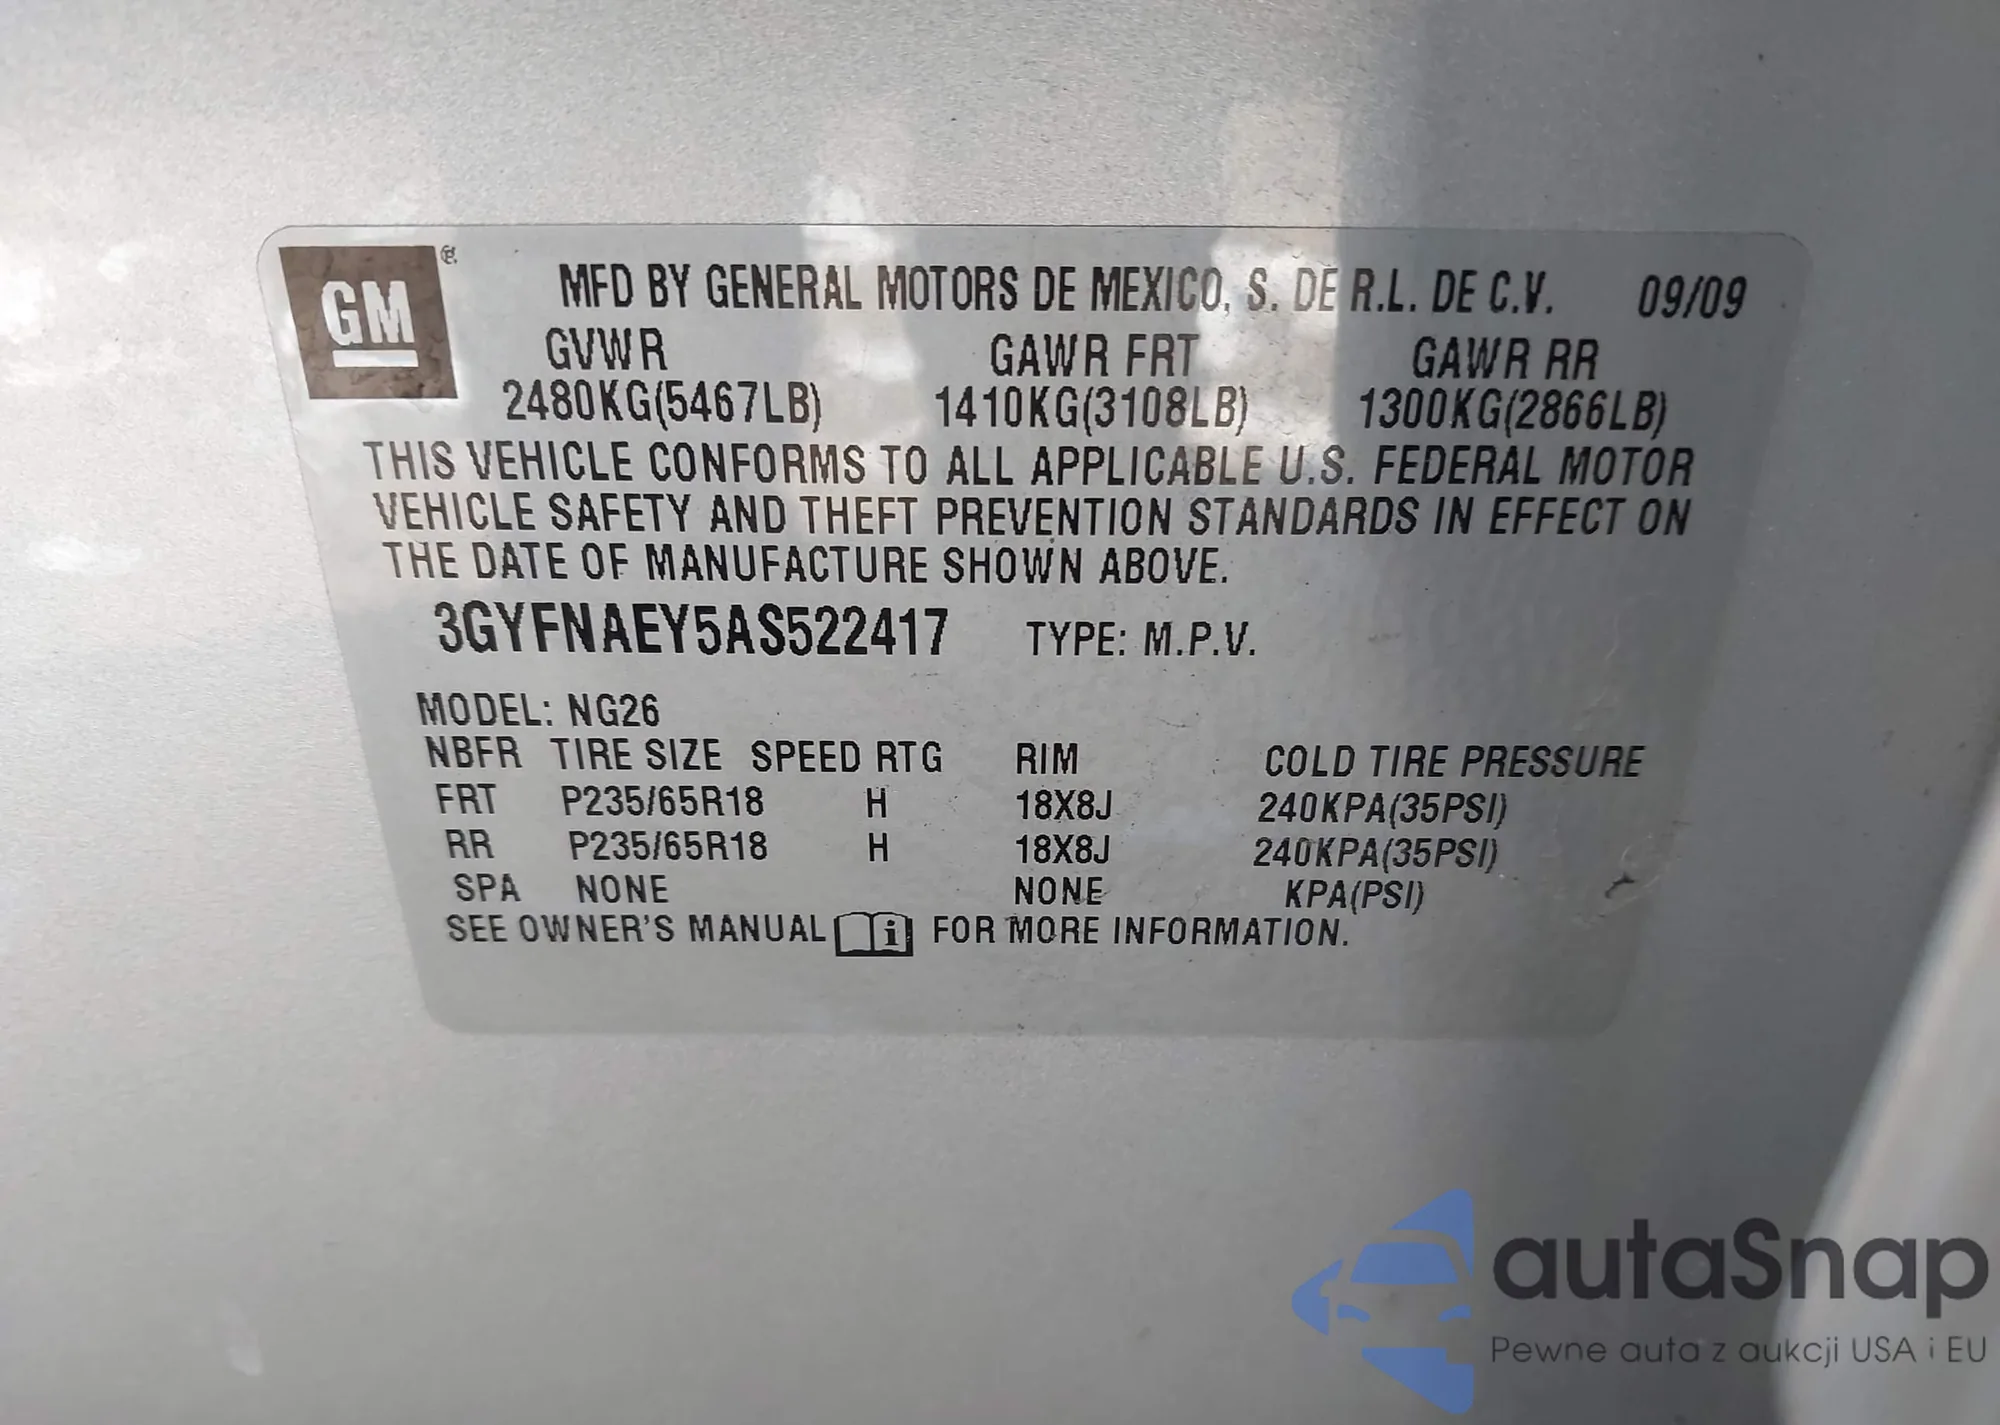 GM
MFD BY GENERAL MOTORS DE MEXICO, S. DE R.L. DE C.V. 09/09
GVWR GAWR FRT GAWR RR
2480KG(5467LB) 1410KG(3108LB) 1300KG(2866LB)
THIS VEHICLE CONFORMS TO ALL APPLICABLE U.S. FEDERAL MOTOR
VEHICLE SAFETY AND THEFT PREVENTION STANDARDS IN EFFECT ON
THE DATE OF MANUFACTURE SHOWN ABOVE.
3GYFNAEY5AS522417 TYPE: M.P.V.
MODEL: NG26
NBFR TIRE SIZE SPEED RTG RIM COLD TIRE PRESSURE
FRT P235/65R18 H 18X8J 240KPA(35PSI)
RR P235/65R18 H 18X8J 240KPA(35PSI)
SPA NONE NONE KPA(PSI)
SEE OWNER'S MANUAL i FOR MORE INFORMATION.
autaSnap
Pewne auta z aukcji USA i EU